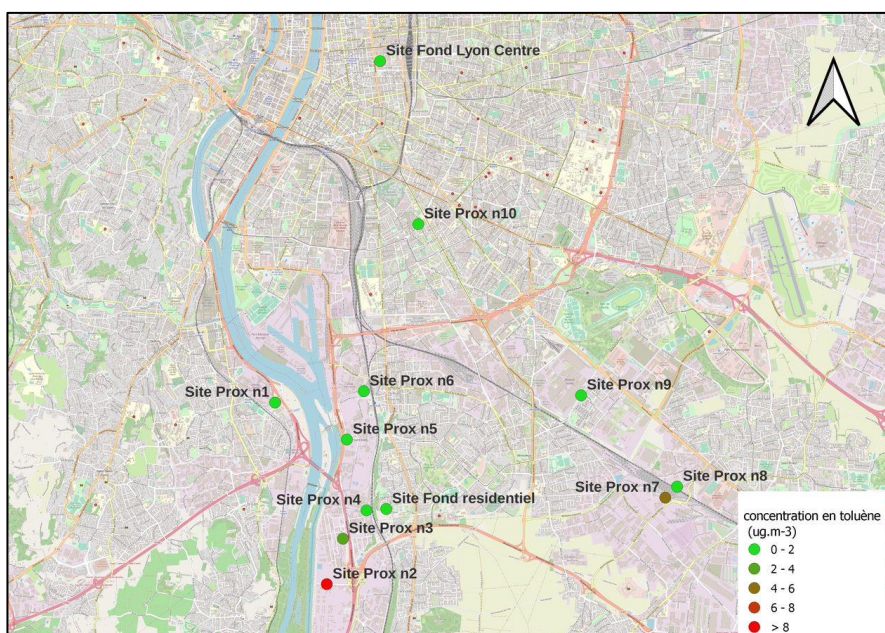 Site Fond Lyon Centre
Site Prox n10
Site Prox n6
Site Prox n9
Site Prox n1
Site Prox n5
Site Prox n8
Site Prox n7
Site Prox n4
Site Fond residentiel
Site Prox n3
Site Prox n2
concentration en toluène
(ug.m-3)
0 - 2
2 - 4
4 - 6
6 - 8
> 8